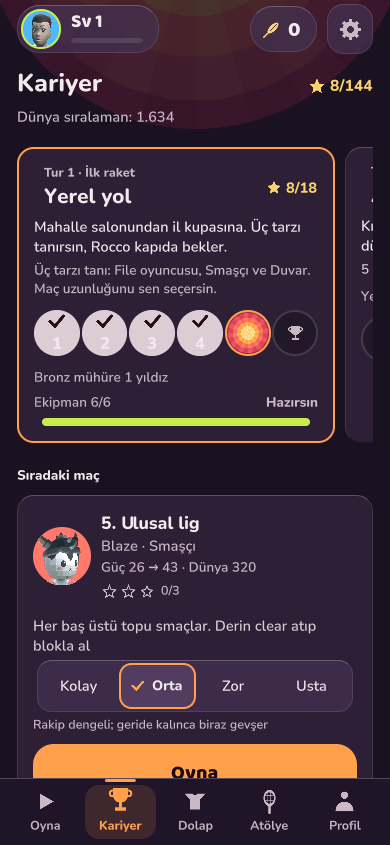 Sv 1
0
Kariyer
8/144
Dünya sıralaman: 1.634
Tur 1 · İlk raket
Yerel yol
8/18
Mahalle salonundan il kupasına. Üç tarzı
tanırsın, Rocco kapıda bekler.
Üç tarzı tanı: File oyuncusu, Smaşçı ve Duvar.
Maç uzunluğunu sen seçersin.
1 2 3 4
Bronz mühüre 1 yıldız
Ekipman 6/6 Hazırsın
5
Sıradaki maç
5. Ulusal lig
Blaze · Smaşçı
Güç 26 → 43 · Dünya 320
0/3
Her baş üstü topu smaçlar. Derin clear atıp
blokla al
Kolay Orta Zor Usta
Rakip dengeli; geride kalınca biraz gevşer
Oyna
Oyna Kariyer Dolap Atölye Profil